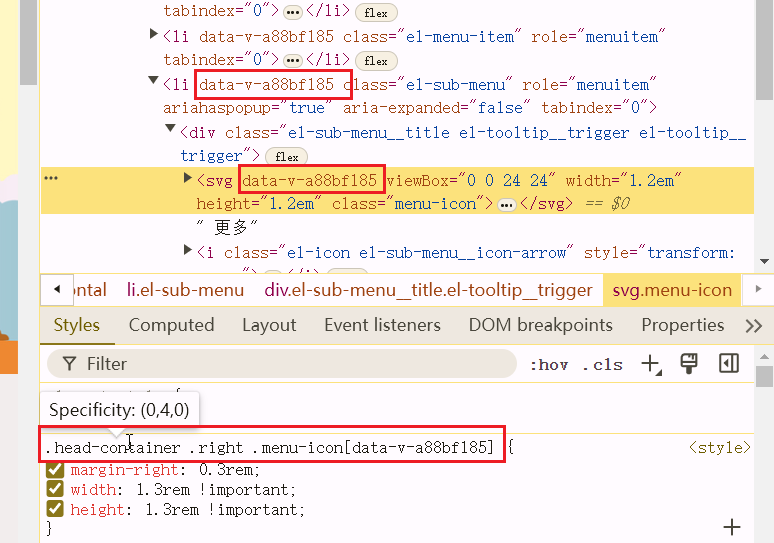 tabindex="0">⋯</li> flex
▶<li data-v-a88bf185 class="el-menu-item" role="menuitem"
tabindex="0">⋯</li> flex
▼<li data-v-a88bf185 class="el-sub-menu" role="menuitem"
ariahaspopup="true" aria-expanded="false" tabindex="0">
▼<div class="el-sub-menu__title el-tooltip__trigger el-tooltip__
trigger"> flex
⋯ ▶<svg data-v-a88bf185 viewBox="0 0 24 24" width="1.2em"
height="1.2em" class="menu-icon">⋯</svg> == $0
" 更多"
▶<i class="el-icon el-sub-menu__icon-arrow" style="transform:
ontal li.el-sub-menu div.el-sub-menu__title.el-tooltip__trigger svg.menu-icon
Styles Computed Layout Event listeners DOM breakpoints Properties »
Filter :hov .cls +
Specificity: (0,4,0)
.head-container .right .menu-icon[data-v-a88bf185] { <style>
margin-right: 0.3rem;
width: 1.3rem !important;
height: 1.3rem !important;
} +